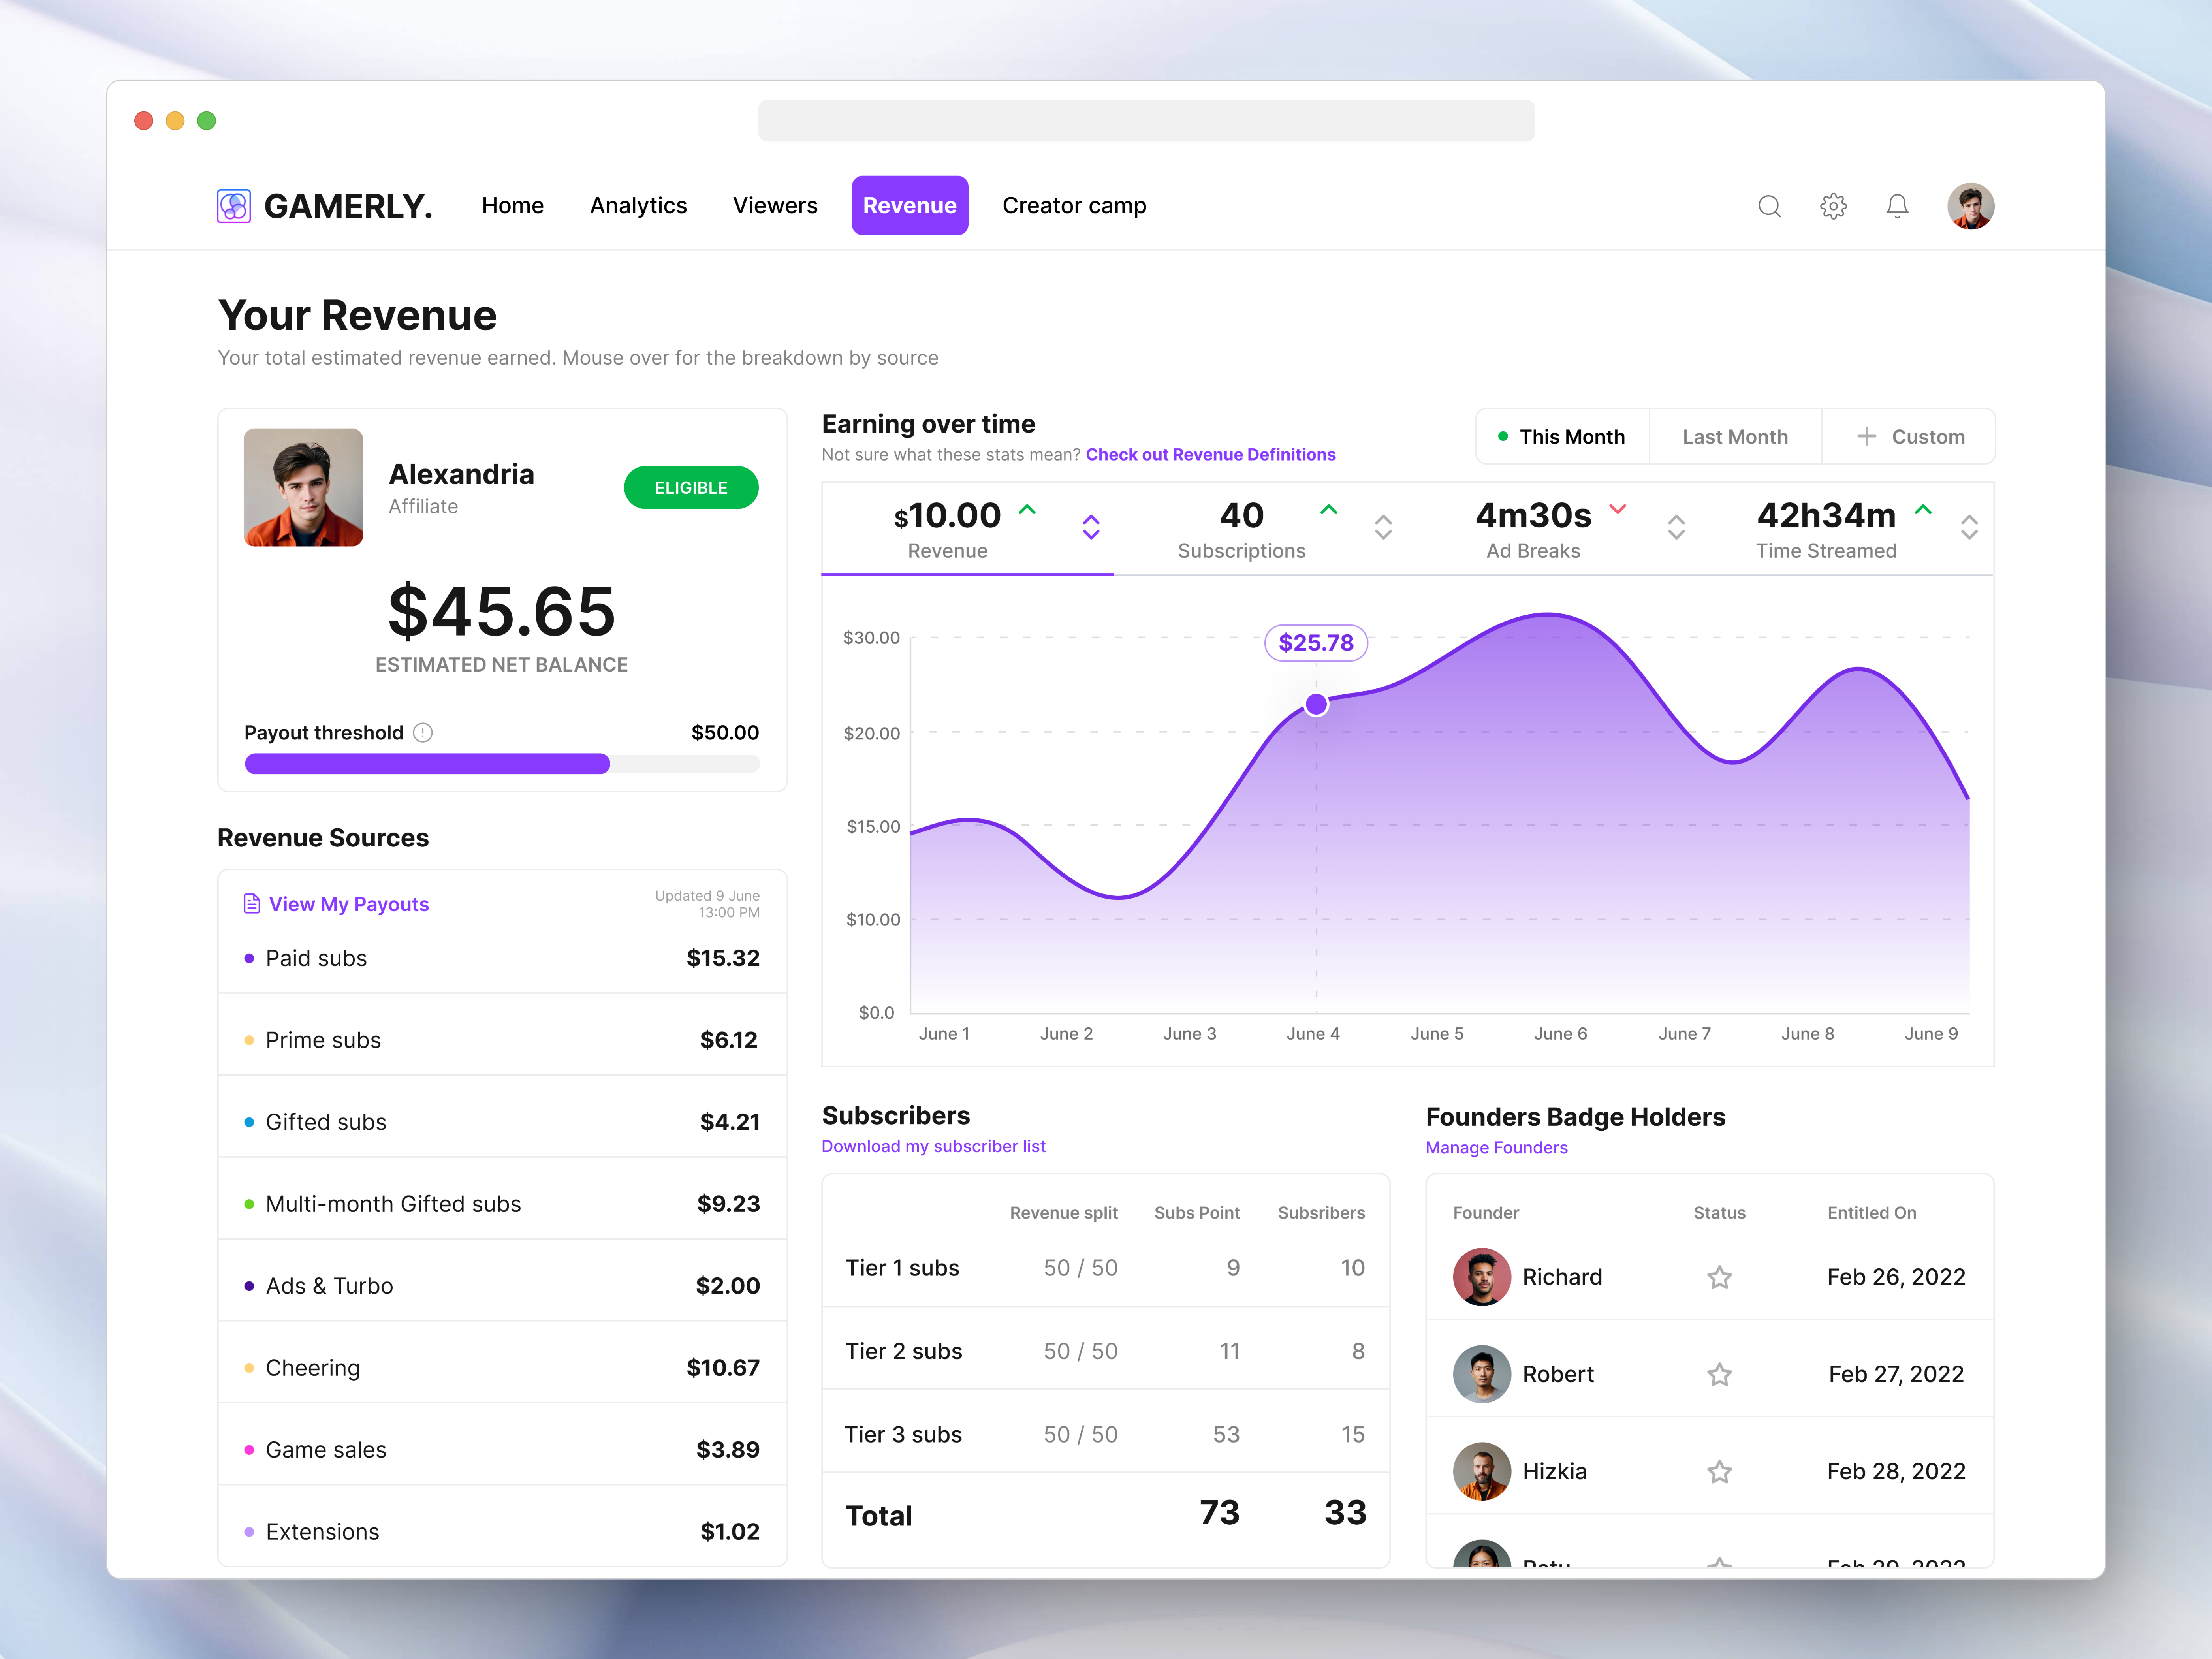 GAMERLY.
Home
Analytics
Viewers
Revenue
Creator camp
Your Revenue
Your total estimated revenue earned. Mouse over for the breakdown by source
Alexandria
Affiliate
ELIGIBLE
$45.65
ESTIMATED NET BALANCE
Payout threshold
$50.00
Revenue Sources
View My Payouts
Updated 9 June
13:00 PM
Paid subs $15.32
Prime subs $6.12
Gifted subs $4.21
Multi-month Gifted subs $9.23
Ads & Turbo $2.00
Cheering $10.67
Game sales $3.89
Extensions $1.02
Earning over time
Not sure what these stats mean? Check out Revenue Definitions
This Month
Last Month
Custom
$10.00
Revenue
40
Subscriptions
4m30s
Ad Breaks
42h34m
Time Streamed
$30.00
$20.00
$15.00
$10.00
$0.0
$25.78
June 1 June 2 June 3 June 4 June 5 June 6 June 7 June 8 June 9
Subscribers
Download my subscriber list
Revenue split Subs Point Subsribers
Tier 1 subs 50 / 50 9 10
Tier 2 subs 50 / 50 11 8
Tier 3 subs 50 / 50 53 15
Total 73 33
Founders Badge Holders
Manage Founders
Founder Status Entitled On
Richard Feb 26, 2022
Robert Feb 27, 2022
Hizkia Feb 28, 2022
Feb 29, 2022